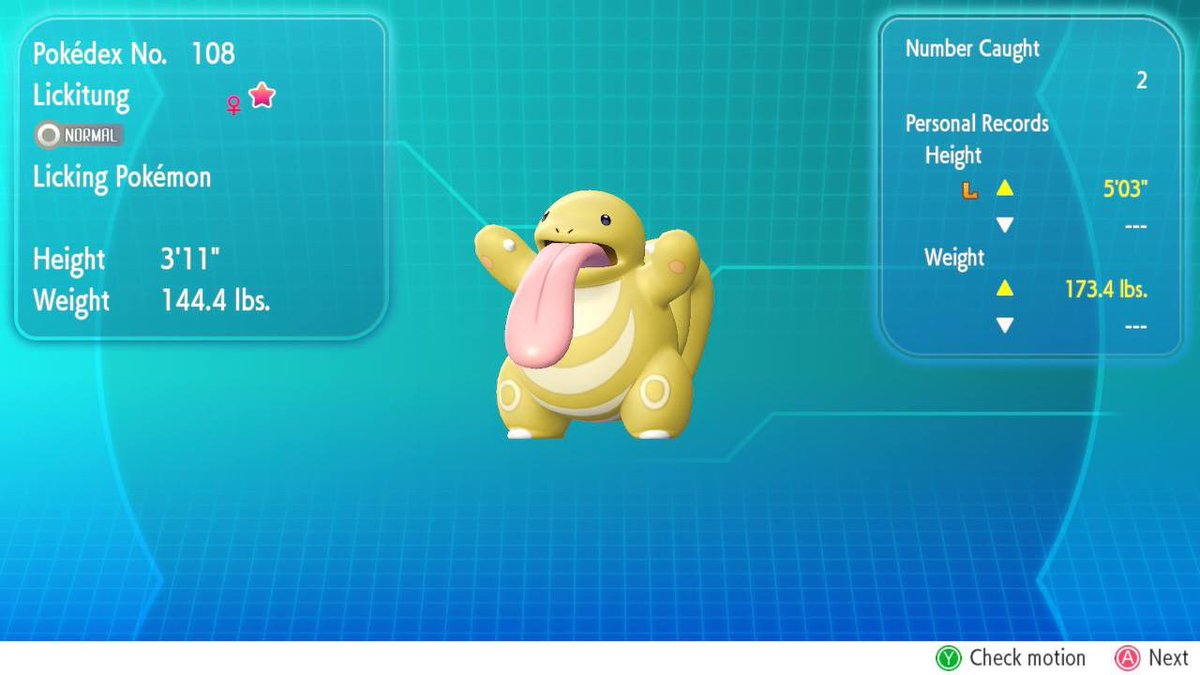 Pokédex No. 108
Lickitung ♀
NORMAL
Licking Pokémon
Height 3'11"
Weight 144.4 lbs.
Number Caught
2
Personal Records
Height
L ▲ 5'03"
▼ ---
Weight
▲ 173.4 lbs.
▼ ---
Y Check motion A Next